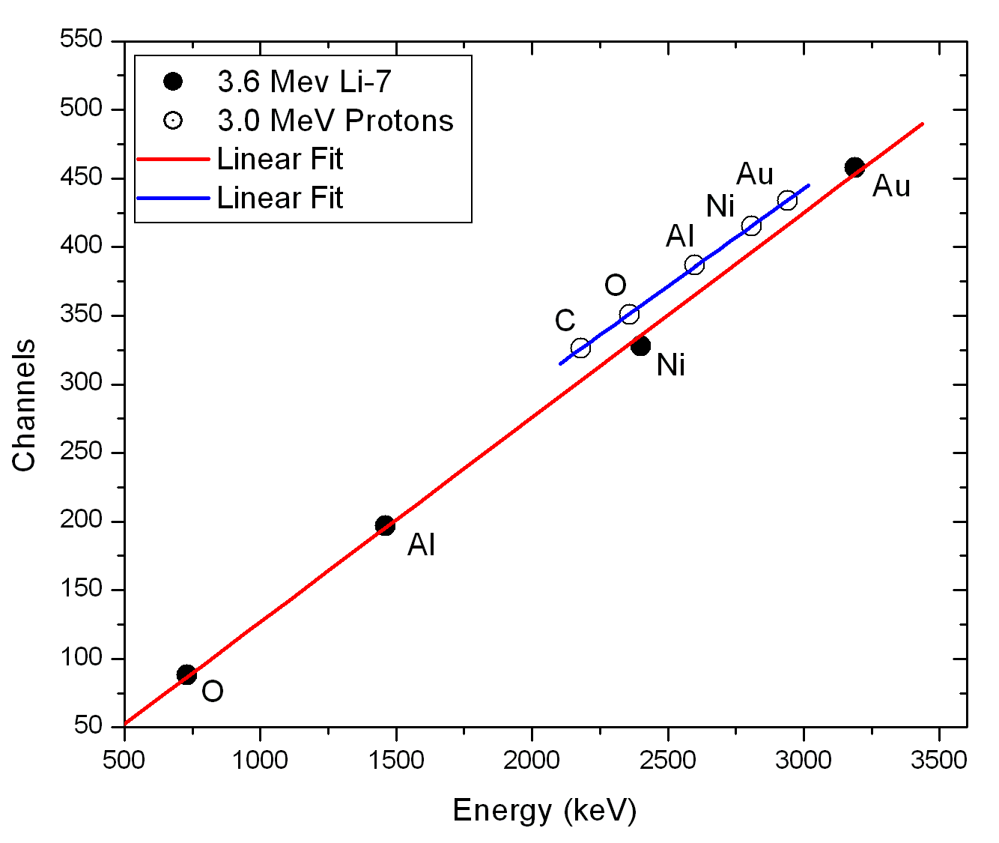 550
500
450
400
350
300
250
200
150
100
50
Channels
3.6 Mev Li-7
3.0 MeV Protons
Linear Fit
Linear Fit
Au
Au
Ni
Al
O
C
Ni
Al
O
500 1000 1500 2000 2500 3000 3500
Energy (keV)